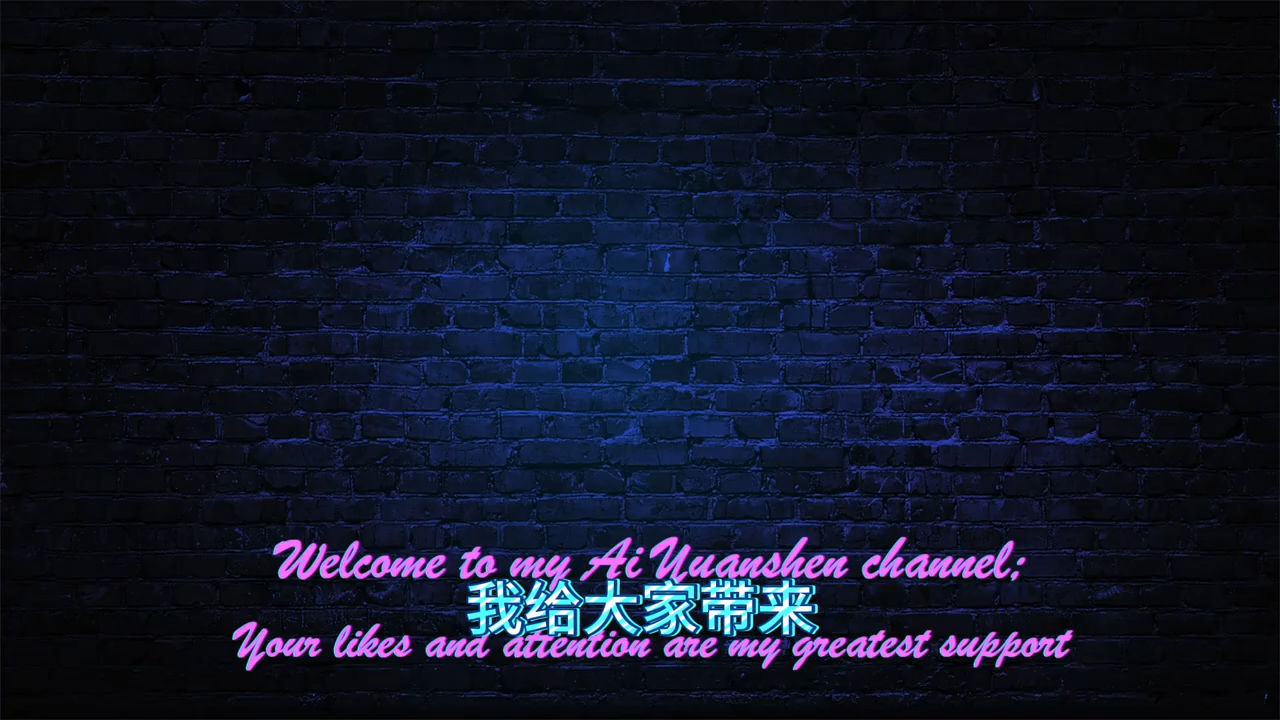 Welcome to my Ai Yuanshen channel;
我给大家带来
Your likes and attention are my greatest support